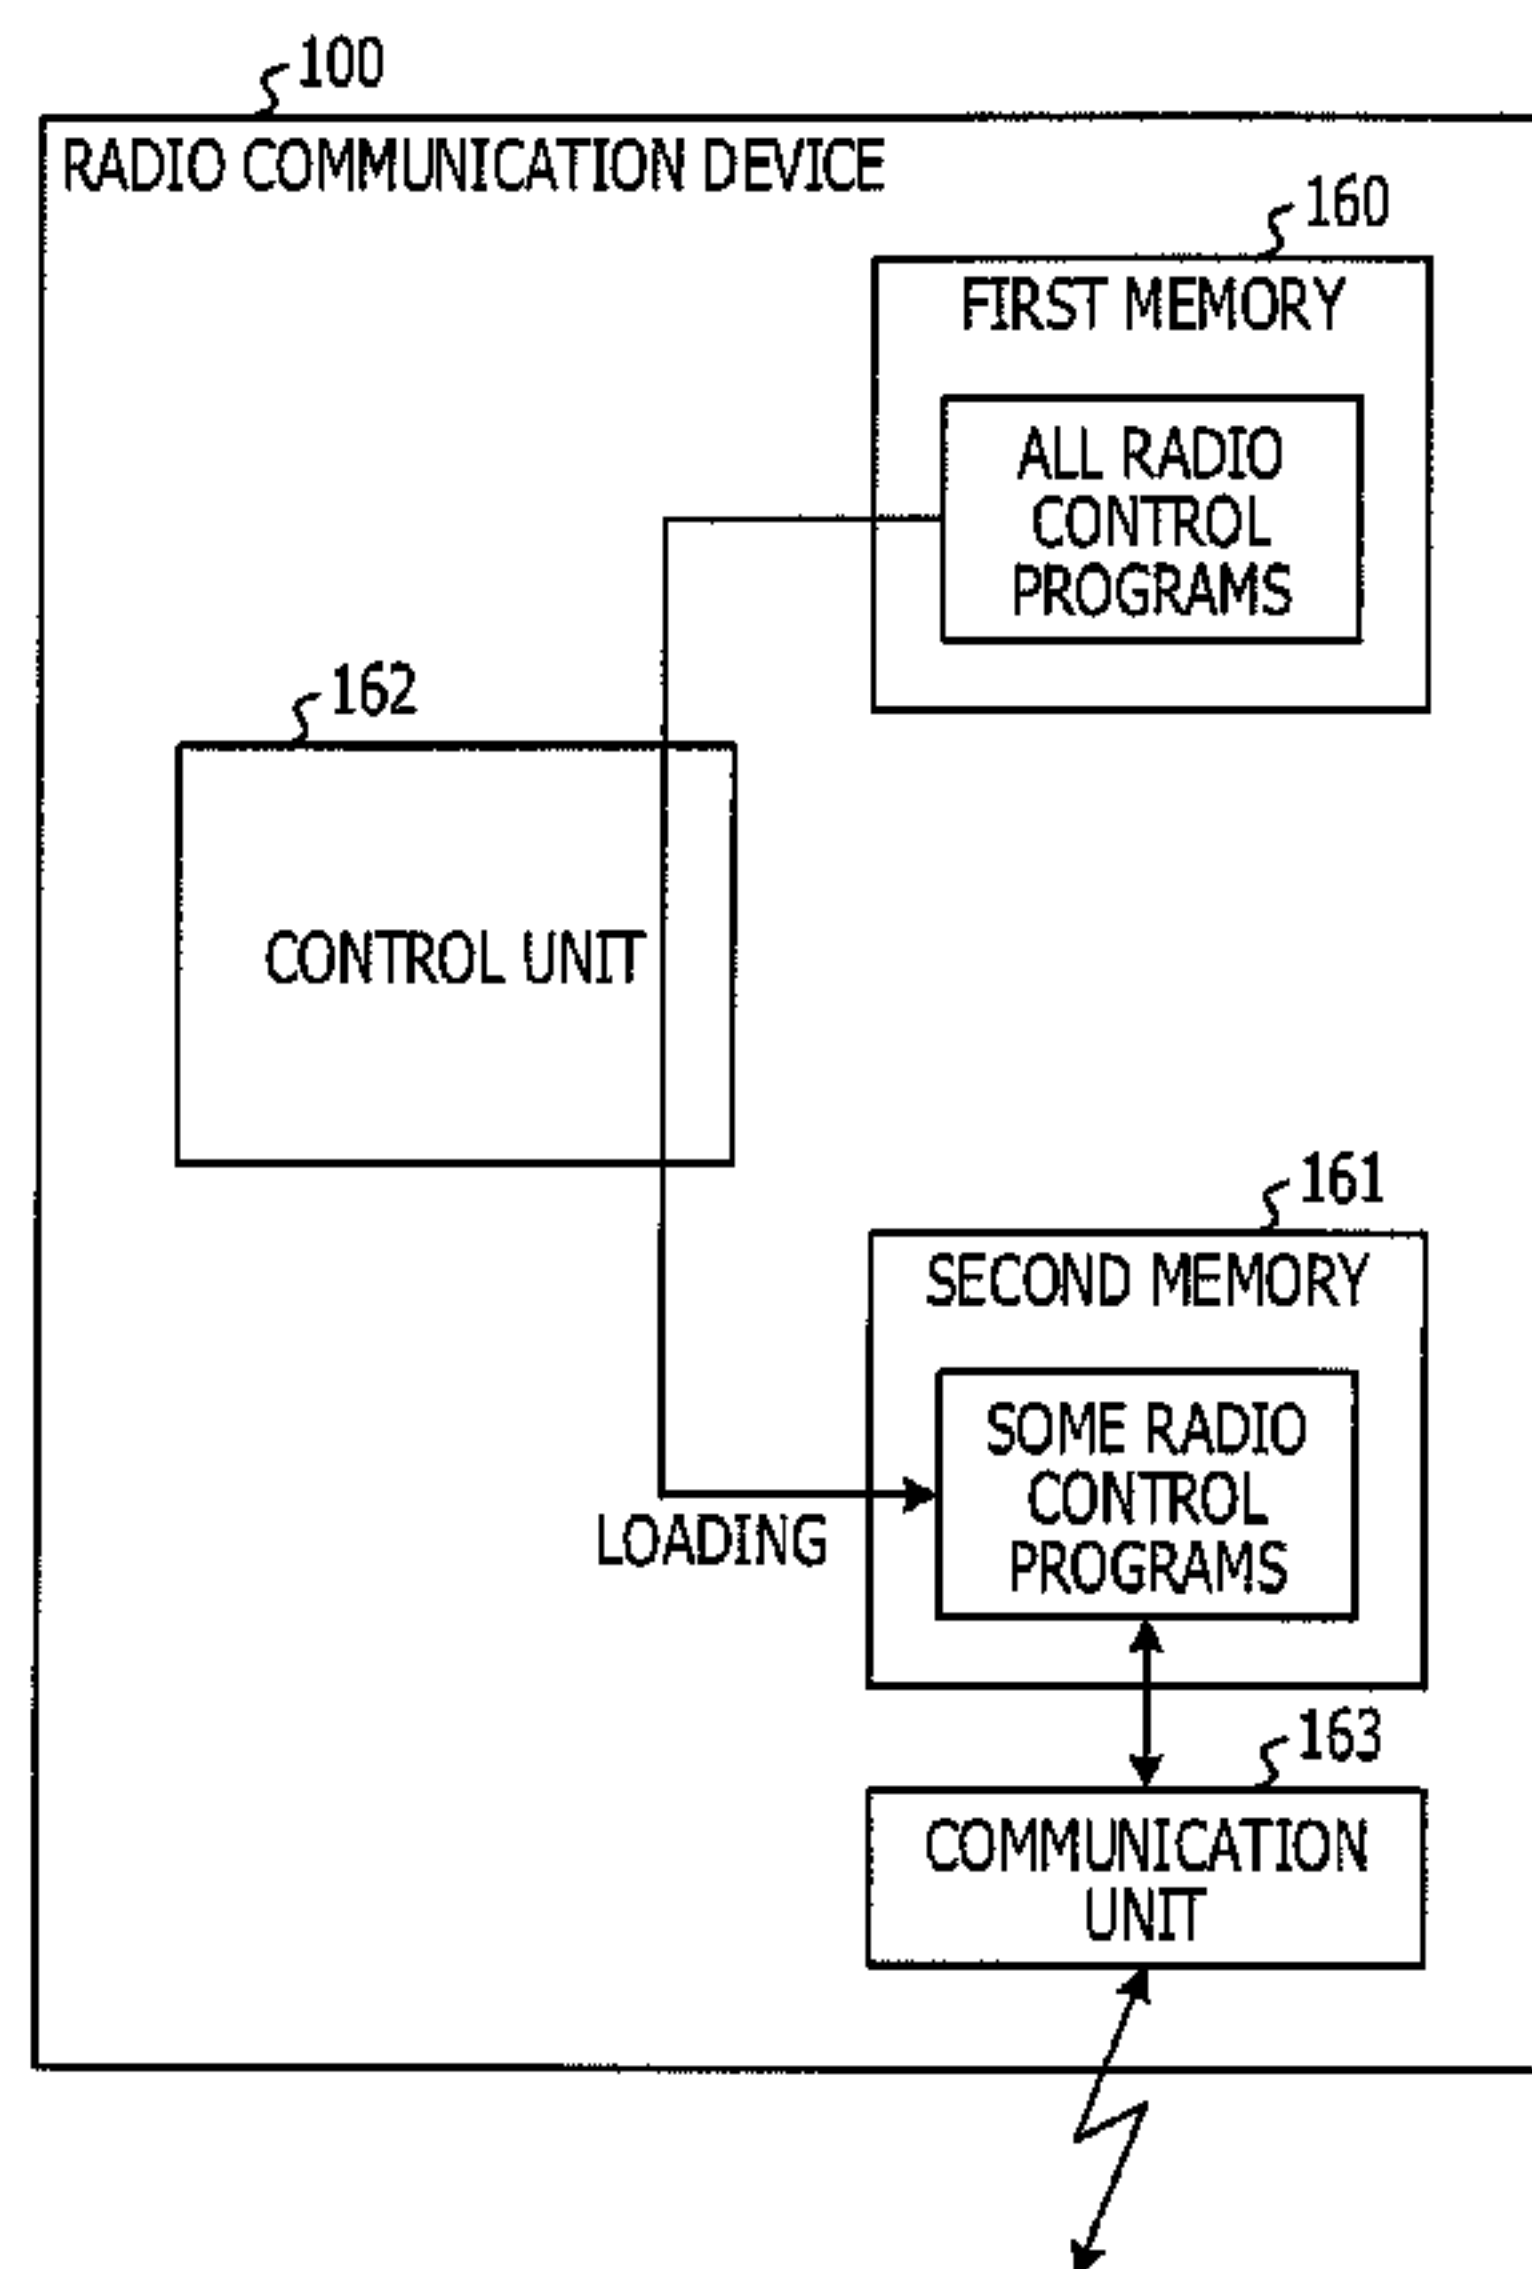 100
RADIO COMMUNICATION DEVICE
160
FIRST MEMORY
ALL RADIO
CONTROL
PROGRAMS
162
CONTROL UNIT
161
SECOND MEMORY
SOME RADIO
CONTROL
PROGRAMS
LOADING
163
COMMUNICATION
UNIT